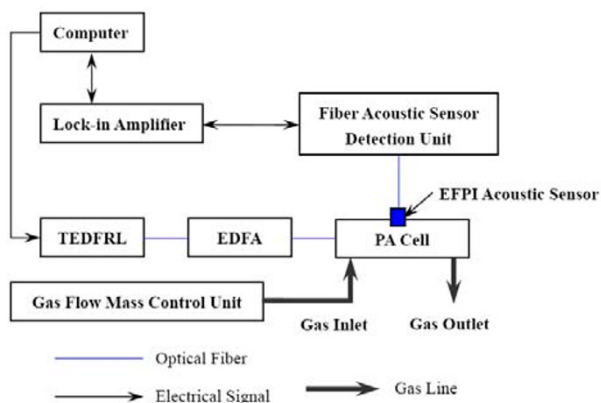 Computer
Lock-in Amplifier
Fiber Acoustic Sensor
Detection Unit
EFPI Acoustic Sensor
TEDFRL
EDFA
PA Cell
Gas Flow Mass Control Unit
Gas Inlet
Gas Outlet
Optical Fiber
Electrical Signal
Gas Line